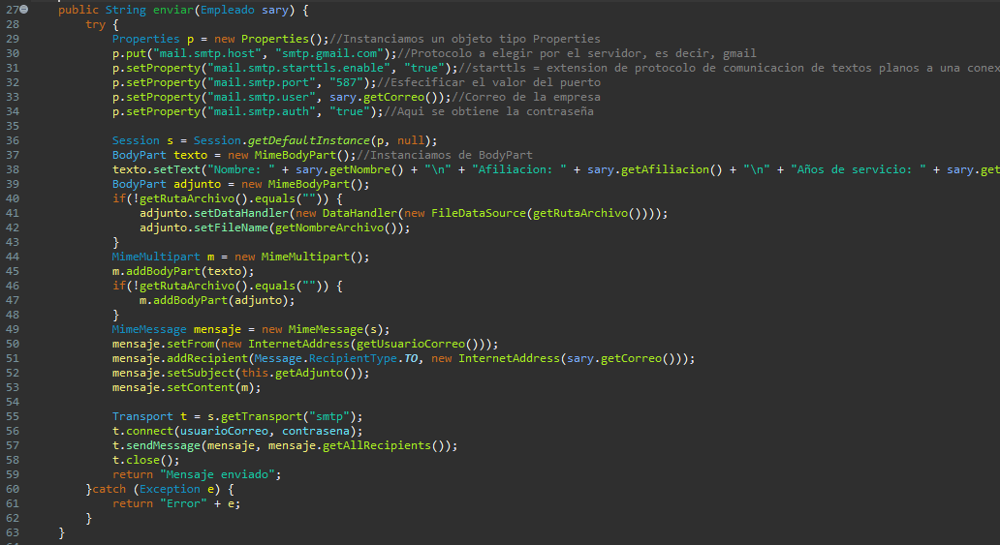 27 public String enviar(Empleado sary) {
28 try {
29 Properties p = new Properties();//Instanciamos un objeto tipo Properties
30 p.put("mail.smtp.host", "smtp.gmail.com");//Protocolo a elegir por el servidor, es decir, gmail
31 p.setProperty("mail.smtp.starttls.enable", "true");//starttls = extension de protocolo de comunicacion de textos planos a una conex
32 p.setProperty("mail.smtp.port", "587");//Esfecificar el valor del puerto
33 p.setProperty("mail.smtp.user", sary.getCorreo());//Correo de la empresa
34 p.setProperty("mail.smtp.auth", "true");//Aqui se obtiene la contraseña
35
36 Session s = Session.getDefaultInstance(p, null);
37 BodyPart texto = new MimeBodyPart();//Instanciamos de BodyPart
38 texto.setText("Nombre: " + sary.getNombre() + "\n" + "Afiliacion: " + sary.getAfiliacion() + "\n" + "Años de servicio: " + sary.get
39 BodyPart adjunto = new MimeBodyPart();
40 if(!getRutaArchivo().equals("")) {
41 adjunto.setDataHandler(new DataHandler(new FileDataSource(getRutaArchivo())));
42 adjunto.setFileName(getNombreArchivo());
43 }
44 MimeMultipart m = new MimeMultipart();
45 m.addBodyPart(texto);
46 if(!getRutaArchivo().equals("")) {
47 m.addBodyPart(adjunto);
48 }
49 MimeMessage mensaje = new MimeMessage(s);
50 mensaje.setFrom(new InternetAddress(getUsuarioCorreo()));
51 mensaje.addRecipient(Message.RecipientType.TO, new InternetAddress(sary.getCorreo()));
52 mensaje.setSubject(this.getAdjunto());
53 mensaje.setContent(m);
54
55 Transport t = s.getTransport("smtp");
56 t.connect(usuarioCorreo, contrasena);
57 t.sendMessage(mensaje, mensaje.getAllRecipients());
58 t.close();
59 return "Mensaje enviado";
60 }catch (Exception e) {
61 return "Error" + e;
62 }
63 }